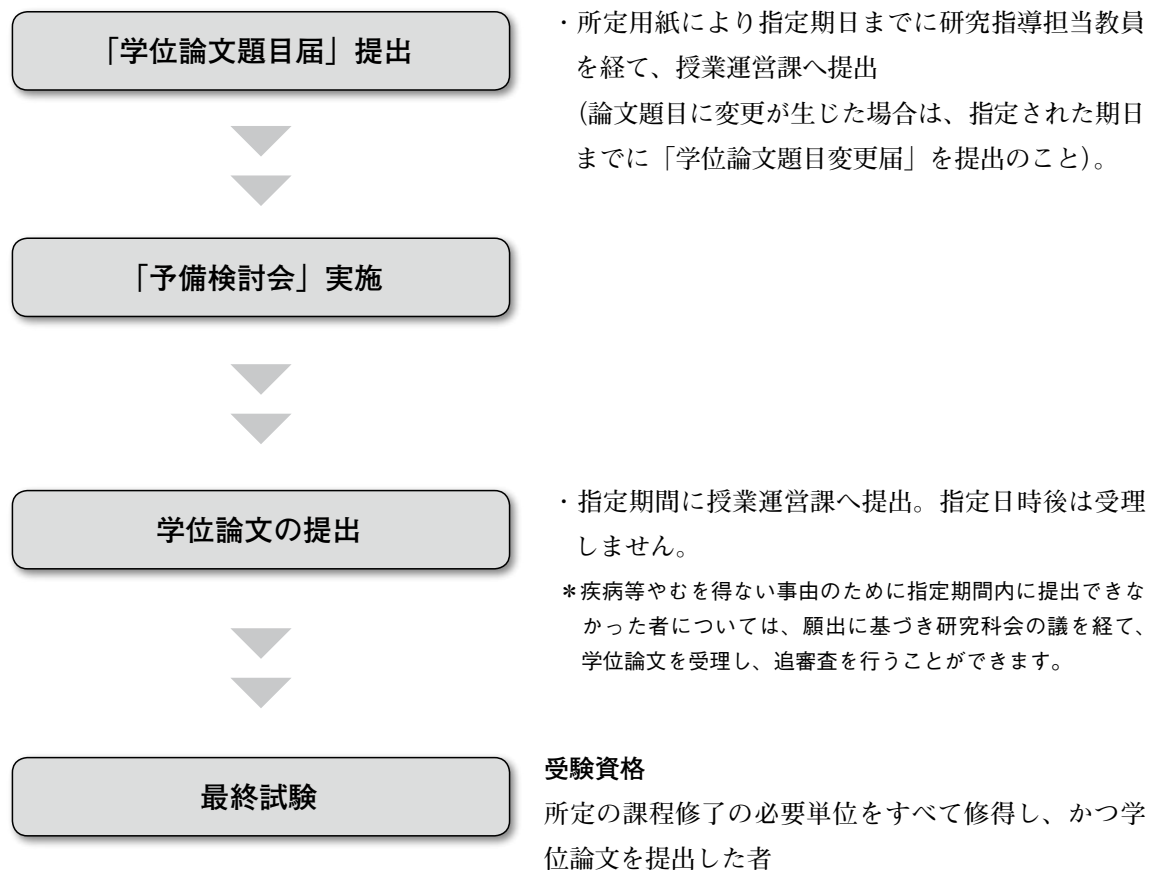 「学位論文題目届」提出
・所定用紙により指定期日までに研究指導担当教員
を経て、授業運営課へ提出
(論文題目に変更が生じた場合は、指定された期日
までに「学位論文題目変更届」を提出のこと)。
「予備検討会」実施
学位論文の提出
・指定期間に授業運営課へ提出。指定日時後は受理
しません。
＊疾病等やむを得ない事由のために指定期間内に提出できな
かった者については、願出に基づき研究科会の議を経て、
学位論文を受理し、追審査を行うことができます。
最終試験
受験資格
所定の課程修了の必要単位をすべて修得し、かつ学
位論文を提出した者